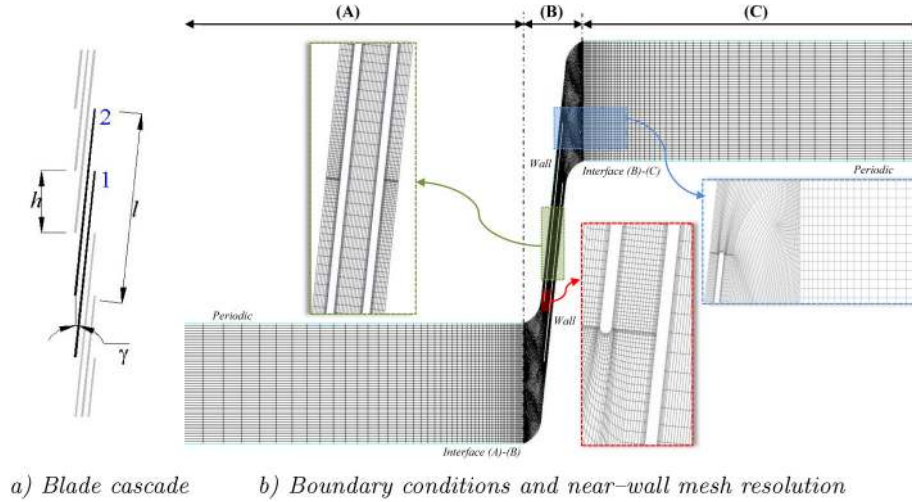 (A)
(B)
(C)
2
1
h
l
γ
Wall
Interface (B)-(C)
Periodic
Periodic
Wall
Interface (A)-(B)
a) Blade cascade
b) Boundary conditions and near–wall mesh resolution